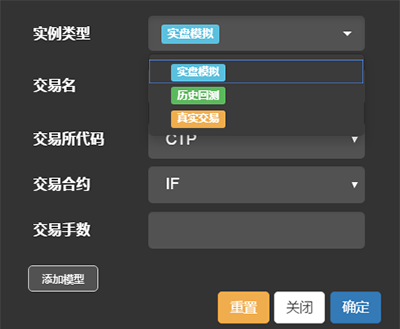 实例类型 实盘模拟
实盘模拟
交易名
历史回测
真实交易
交易所代码 CTP
交易合约 IF
交易手数
添加模型
重置 关闭 确定